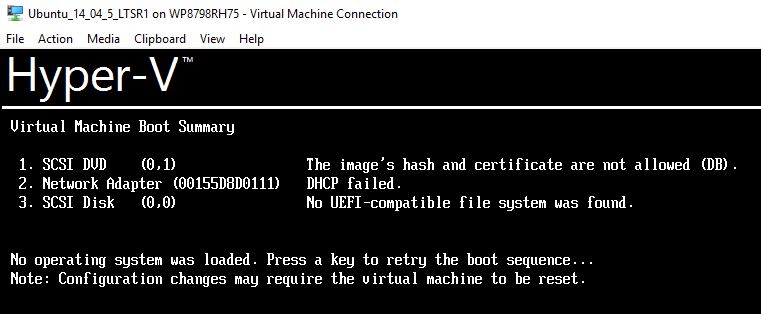 Ubuntu_14_04_5_LTSR1 on WP8798RH75 - Virtual Machine Connection
File Action Media Clipboard View Help
Hyper-V™
Virtual Machine Boot Summary
1. SCSI DVD (0,1) The image's hash and certificate are not allowed (DB).
2. Network Adapter (00155D8D0111) DHCP failed.
3. SCSI Disk (0,0) No UEFI-compatible file system was found.
No operating system was loaded. Press a key to retry the boot sequence...
Note: Configuration changes may require the virtual machine to be reset.